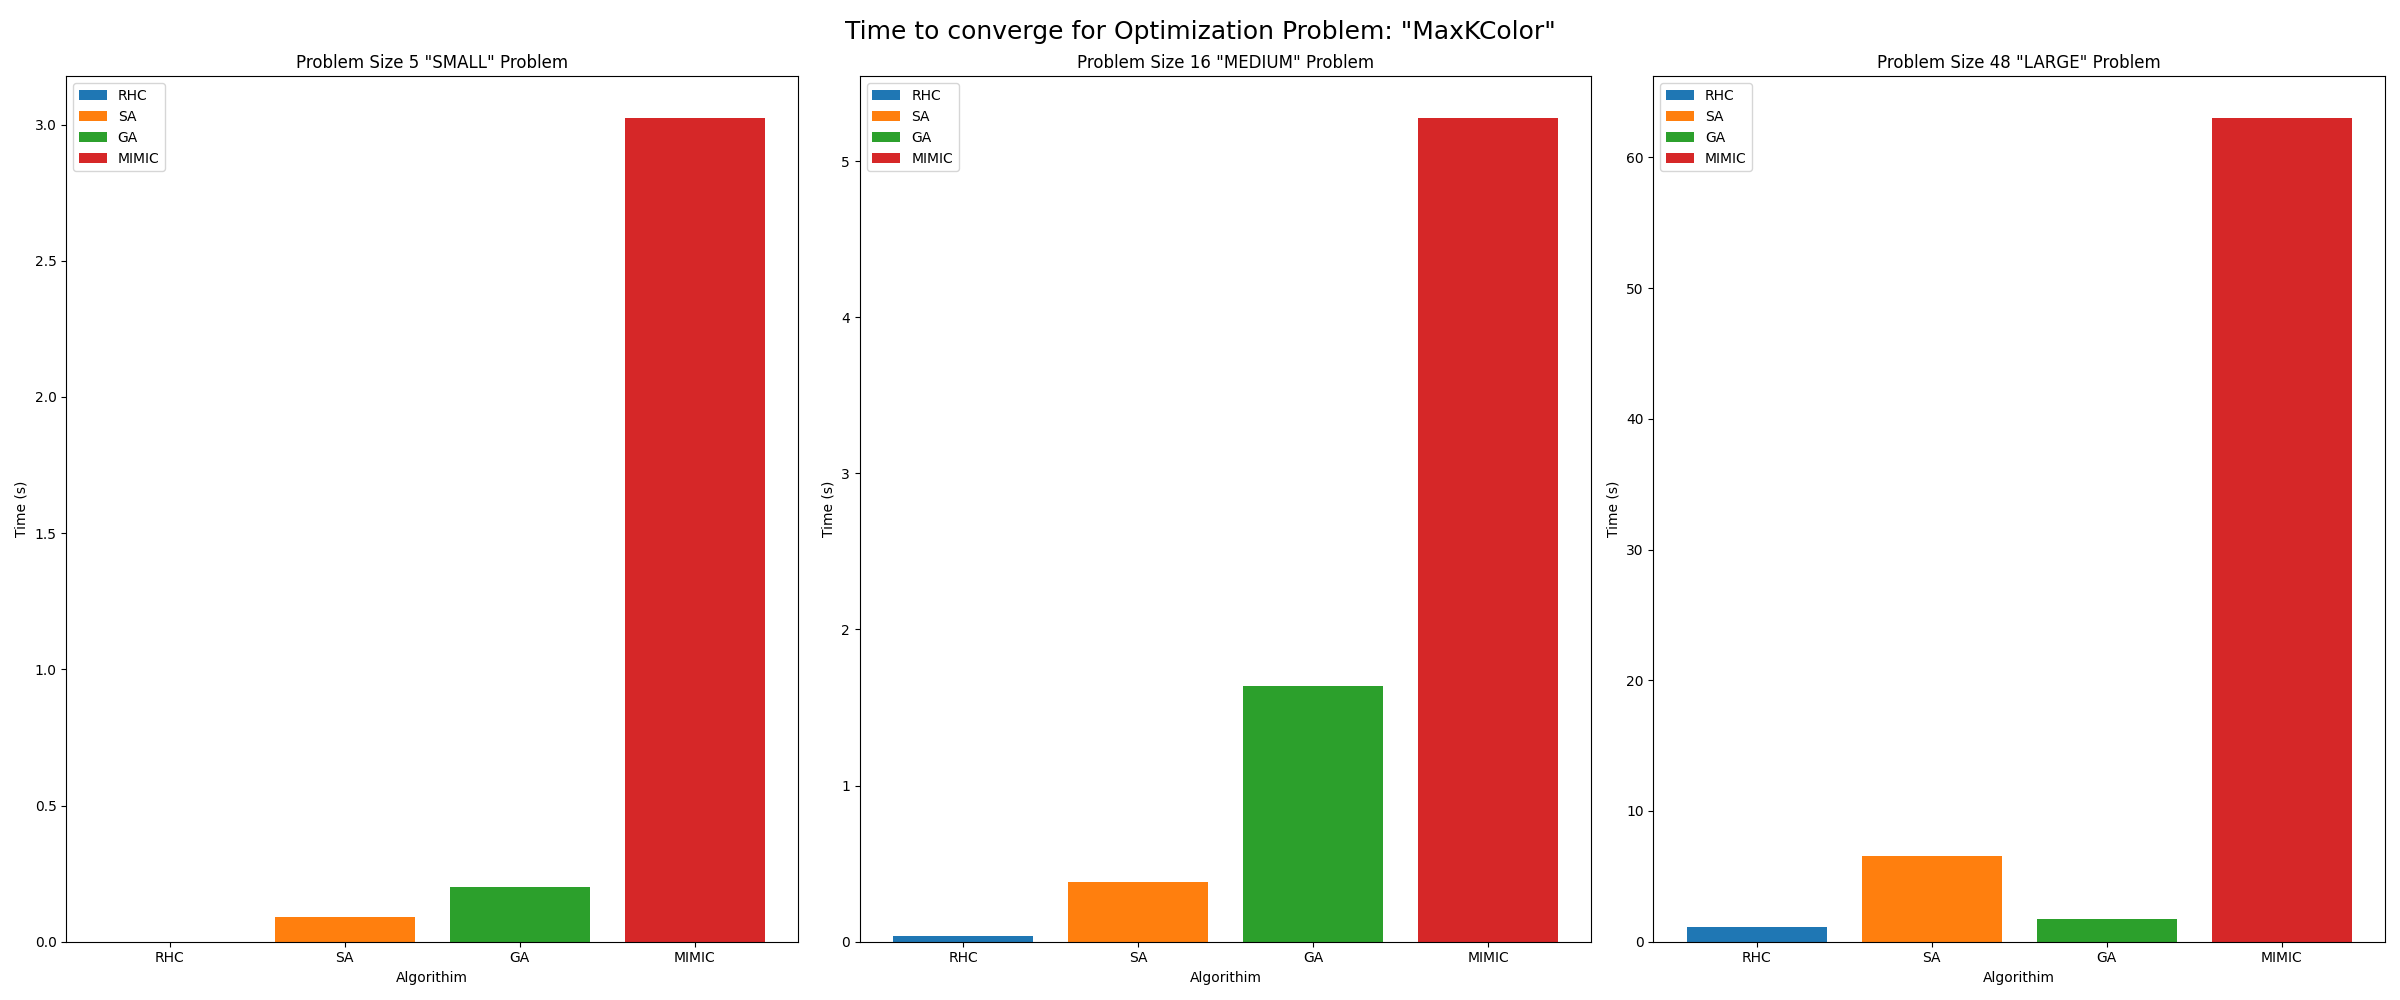 Time to converge for Optimization Problem: "MaxKColor"
Problem Size 5 "SMALL" Problem
RHC
SA
GA
MIMIC
3.0
2.5
2.0
1.5
1.0
0.5
0.0
Time (s)
RHC SA GA MIMIC
Algorithim
Problem Size 16 "MEDIUM" Problem
RHC
SA
GA
MIMIC
5
4
3
2
1
0
Time (s)
RHC SA GA MIMIC
Algorithim
Problem Size 48 "LARGE" Problem
RHC
SA
GA
MIMIC
60
50
40
30
20
10
0
Time (s)
RHC SA GA MIMIC
Algorithim